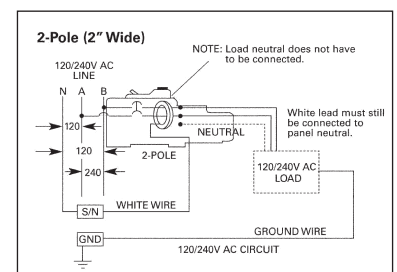 2-Pole (2” Wide)
NOTE: Load neutral does not have
to be connected.
120/240V AC
LINE
N A B
White lead must still
be connected to
panel neutral.
120
NEUTRAL
120
2-POLE
120/240V AC
LOAD
240
WHITE WIRE
S/N
GROUND WIRE
GND
120/240V AC CIRCUIT